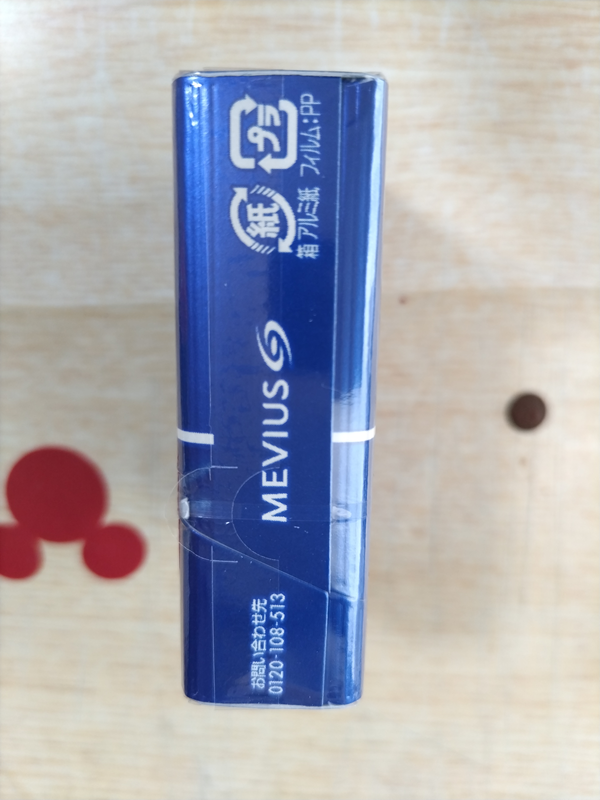 お問い合わせ先
0120-108-513
MEVIUS
紙
プラ
箱 アルミ紙 フィルム:PP